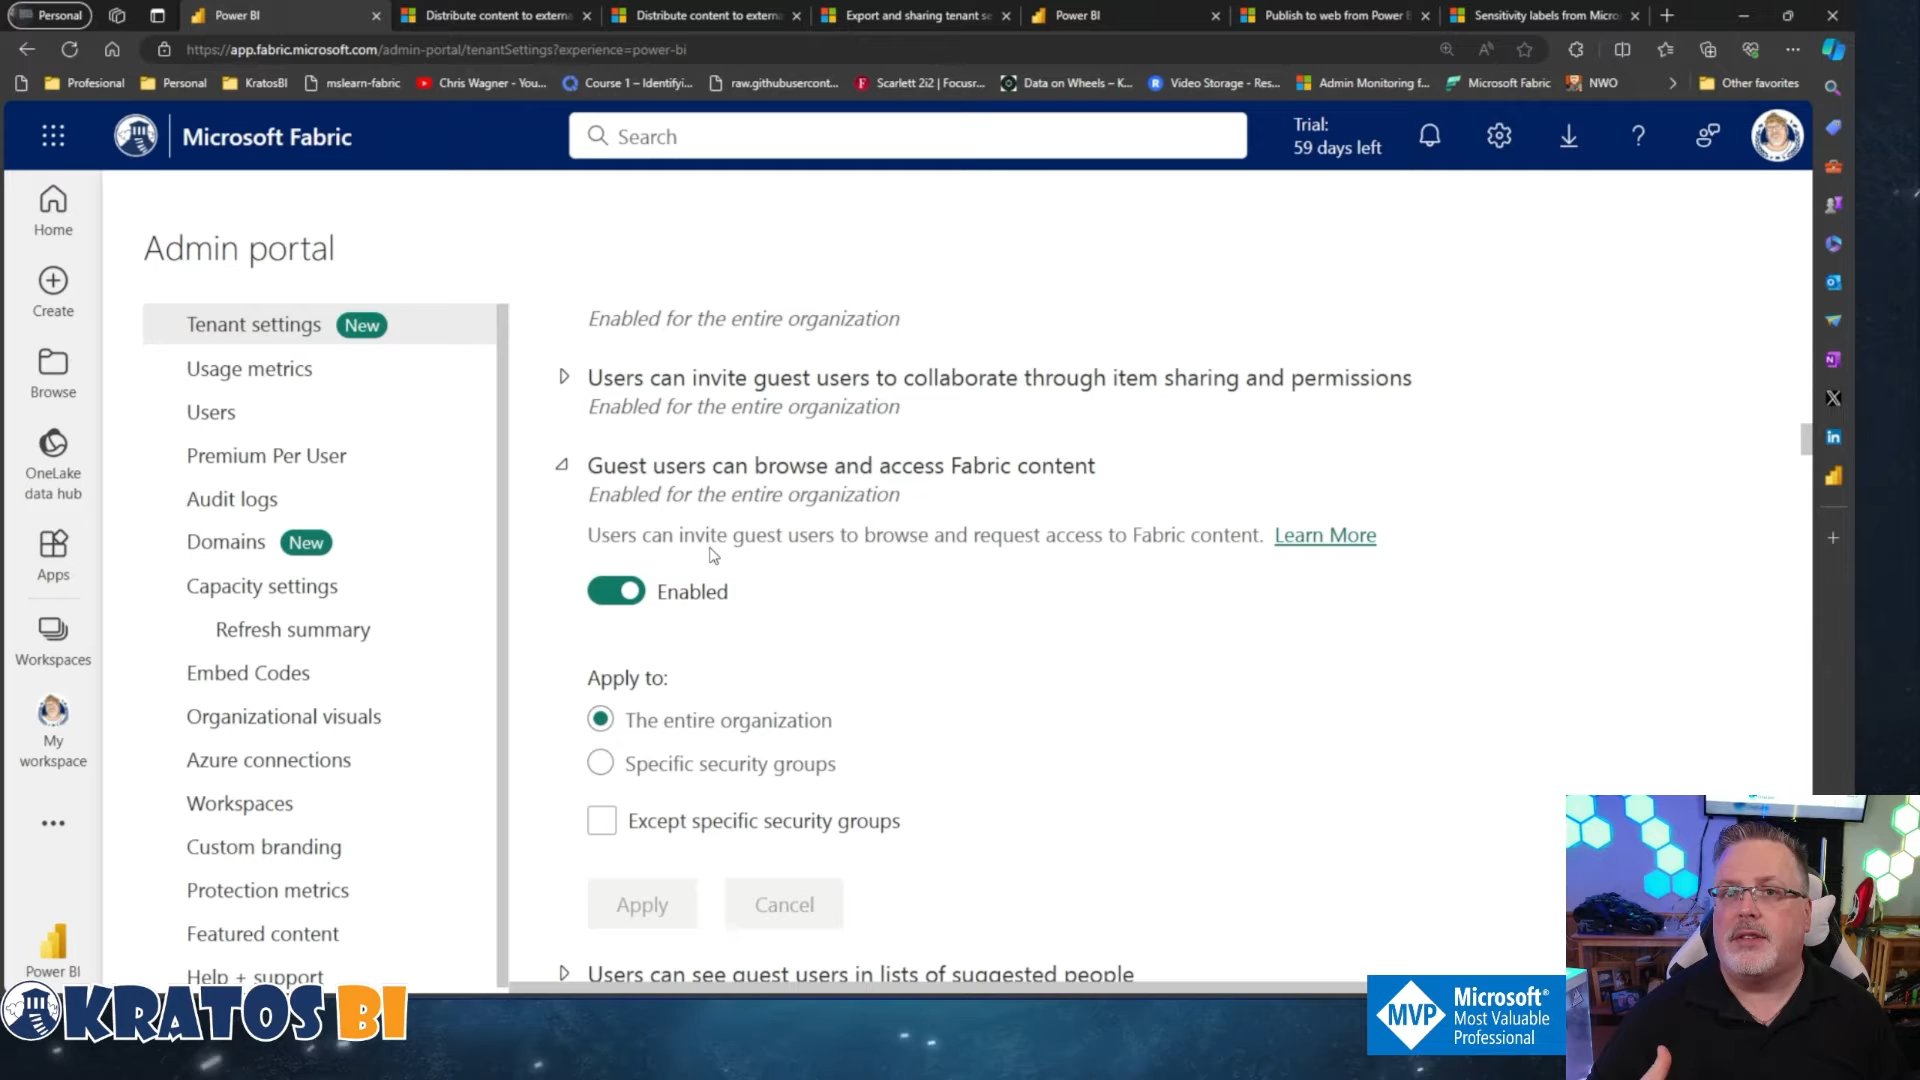 Personal
Power BI
Distribute content to externa
Distribute content to externa
Export and sharing tenant se
Power BI
Publish to web from Power B
Sensitivity labels from Micro
https://app.fabric.microsoft.com/admin-portal/tenantSettings?experience=power-bi
Profesional
Personal
KratosBI
mslearn-fabric
Chris Wagner - You...
Course 1 – Identifyi...
raw.githubusercont...
Scarlett 2i2 | Focusr...
Data on Wheels – K...
Video Storage - Res...
Admin Monitoring f...
Microsoft Fabric
NWO
Other favorites
Microsoft Fabric
Search
Trial:
59 days left
Home
Create
Browse
OneLake
data hub
Apps
Workspaces
My
workspace
Power BI
Admin portal
Tenant settings New
Usage metrics
Users
Premium Per User
Audit logs
Domains New
Capacity settings
Refresh summary
Embed Codes
Organizational visuals
Azure connections
Workspaces
Custom branding
Protection metrics
Featured content
Help + support
Enabled for the entire organization
Users can invite guest users to collaborate through item sharing and permissions
Enabled for the entire organization
Guest users can browse and access Fabric content
Enabled for the entire organization
Users can invite guest users to browse and request access to Fabric content. Learn More
Enabled
Apply to:
The entire organization
Specific security groups
Except specific security groups
Apply
Cancel
Users can see guest users in lists of suggested people
KRATOS BI
MVP
Microsoft®
Most Valuable
Professional